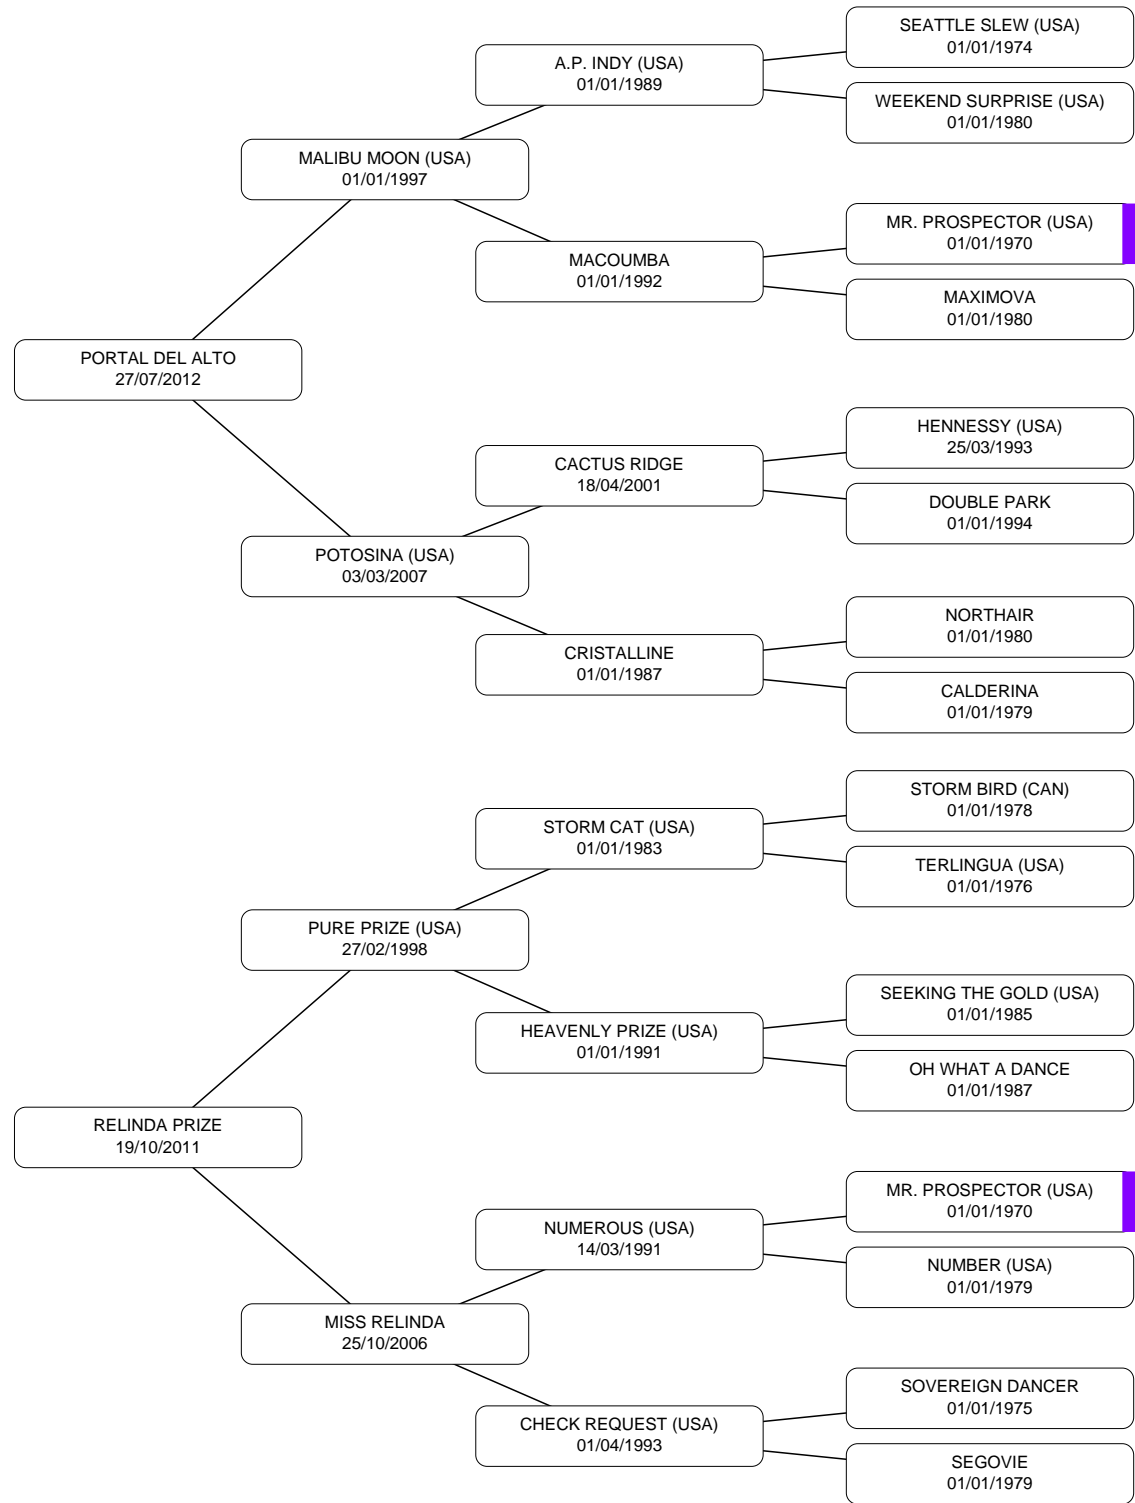 SEATTLE SLEW (USA)
01/01/1974
A.P. INDY (USA)
01/01/1989
WEEKEND SURPRISE (USA)
01/01/1980
MALIBU MOON (USA)
01/01/1997
MR. PROSPECTOR (USA)
01/01/1970
MACOUMBA
01/01/1992
MAXIMOVA
01/01/1980
PORTAL DEL ALTO
27/07/2012
HENNESSY (USA)
25/03/1993
CACTUS RIDGE
18/04/2001
DOUBLE PARK
01/01/1994
POTOSINA (USA)
03/03/2007
NORTHAIR
01/01/1980
CRISTALLINE
01/01/1987
CALDERINA
01/01/1979
STORM BIRD (CAN)
01/01/1978
STORM CAT (USA)
01/01/1983
TERLINGUA (USA)
01/01/1976
PURE PRIZE (USA)
27/02/1998
SEEKING THE GOLD (USA)
01/01/1985
HEAVENLY PRIZE (USA)
01/01/1991
OH WHAT A DANCE
01/01/1987
RELINDA PRIZE
19/10/2011
MR. PROSPECTOR (USA)
01/01/1970
NUMEROUS (USA)
14/03/1991
NUMBER (USA)
01/01/1979
MISS RELINDA
25/10/2006
SOVEREIGN DANCER
01/01/1975
CHECK REQUEST (USA)
01/04/1993
SEGOVIE
01/01/1979